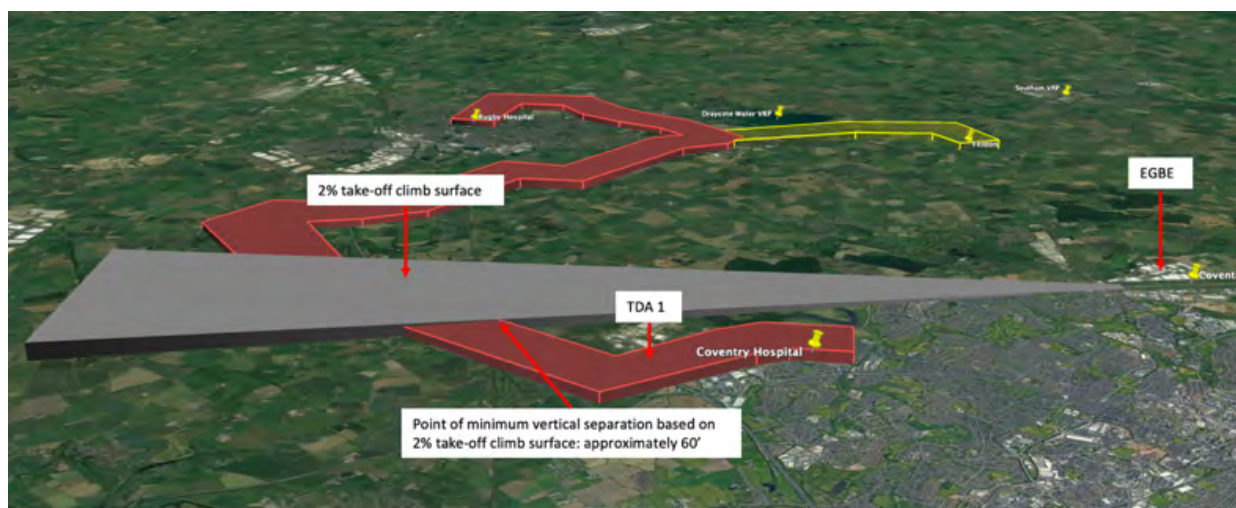 Southam VRP
Draycote Water VRP
Rugby Hospital
2% take-off climb surface
EGBE
Covent
TDA 1
Coventry Hospital
Point of minimum vertical separation based on
2% take-off climb surface: approximately 60’